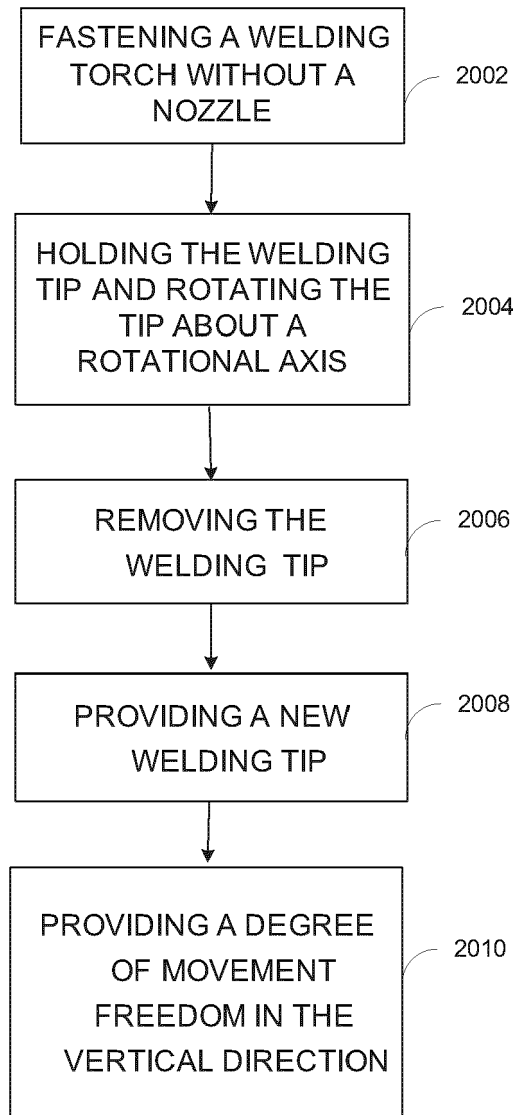 FASTENING A WELDING
TORCH WITHOUT A
NOZZLE
2002
HOLDING THE WELDING
TIP AND ROTATING THE
TIP ABOUT A
ROTATIONAL AXIS
2004
REMOVING THE
WELDING TIP
2006
PROVIDING A NEW
WELDING TIP
2008
PROVIDING A DEGREE
OF MOVEMENT
FREEDOM IN THE
VERTICAL DIRECTION
2010